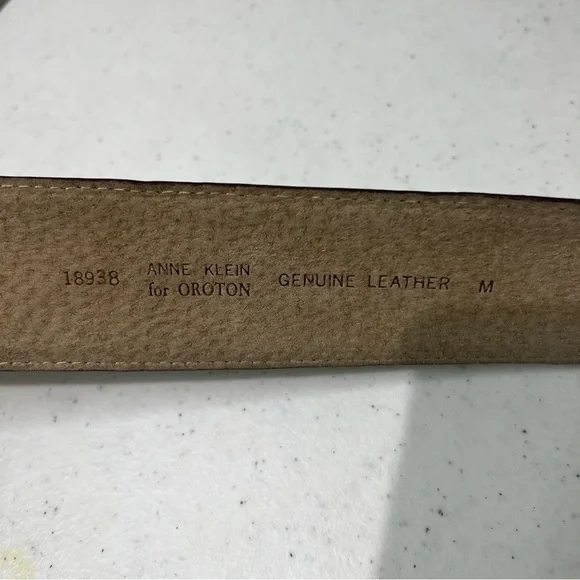 18938 ANNE KLEIN GENUINE LEATHER M
for OROTON